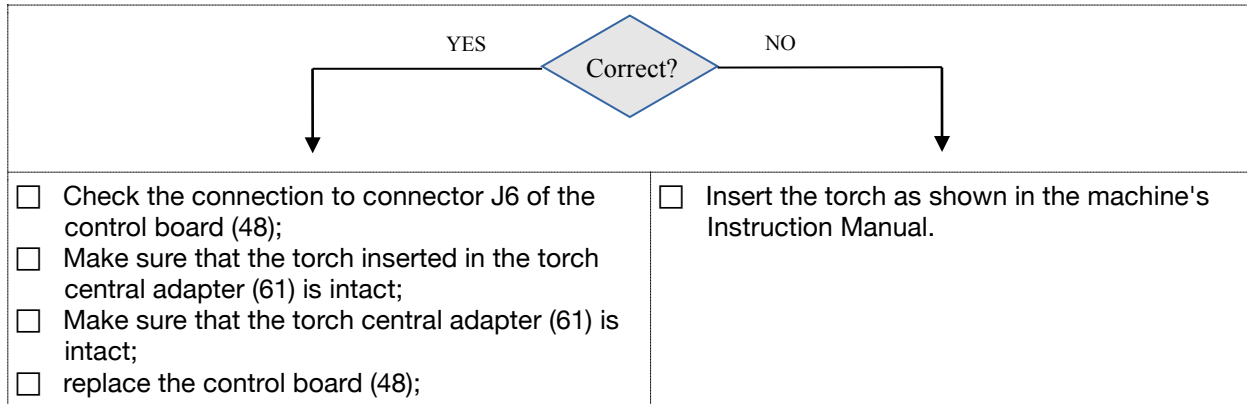 YES
Correct?
NO
Check the connection to connector J6 of the
control board (48);
Make sure that the torch inserted in the torch
central adapter (61) is intact;
Make sure that the torch central adapter (61) is
intact;
replace the control board (48);
Insert the torch as shown in the machine's
Instruction Manual.